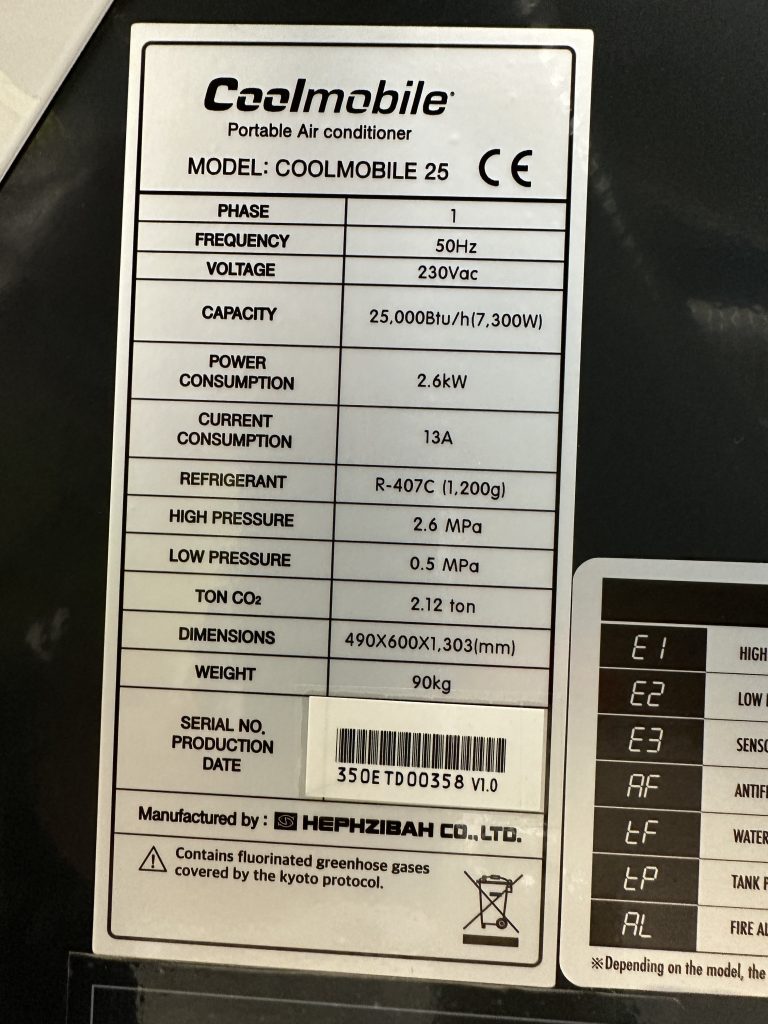 Coolmobile
Portable Air conditioner
MODEL: COOLMOBILE 25 CE
PHASE 1
FREQUENCY 50Hz
VOLTAGE 230Vac
CAPACITY 25,000Btu/h(7,300W)
POWER
CONSUMPTION 2.6kW
CURRENT
CONSUMPTION 13A
REFRIGERANT R-407C (1,200g)
HIGH PRESSURE 2.6 MPa
LOW PRESSURE 0.5 MPa
TON CO₂ 2.12 ton
DIMENSIONS 490X600X1,303(mm)
WEIGHT 90kg
SERIAL NO.
PRODUCTION
DATE
350ETD00358 V1.0
Manufactured by : HEPHZIBAH CO.,LTD.
Contains fluorinated greenhose gases
covered by the kyoto protocol.
E1 HIGH
E2 LOW
E3 SENSO
AF ANTIF
tF WATER
tP TANK
AL FIRE AL
※Depending on the model, the